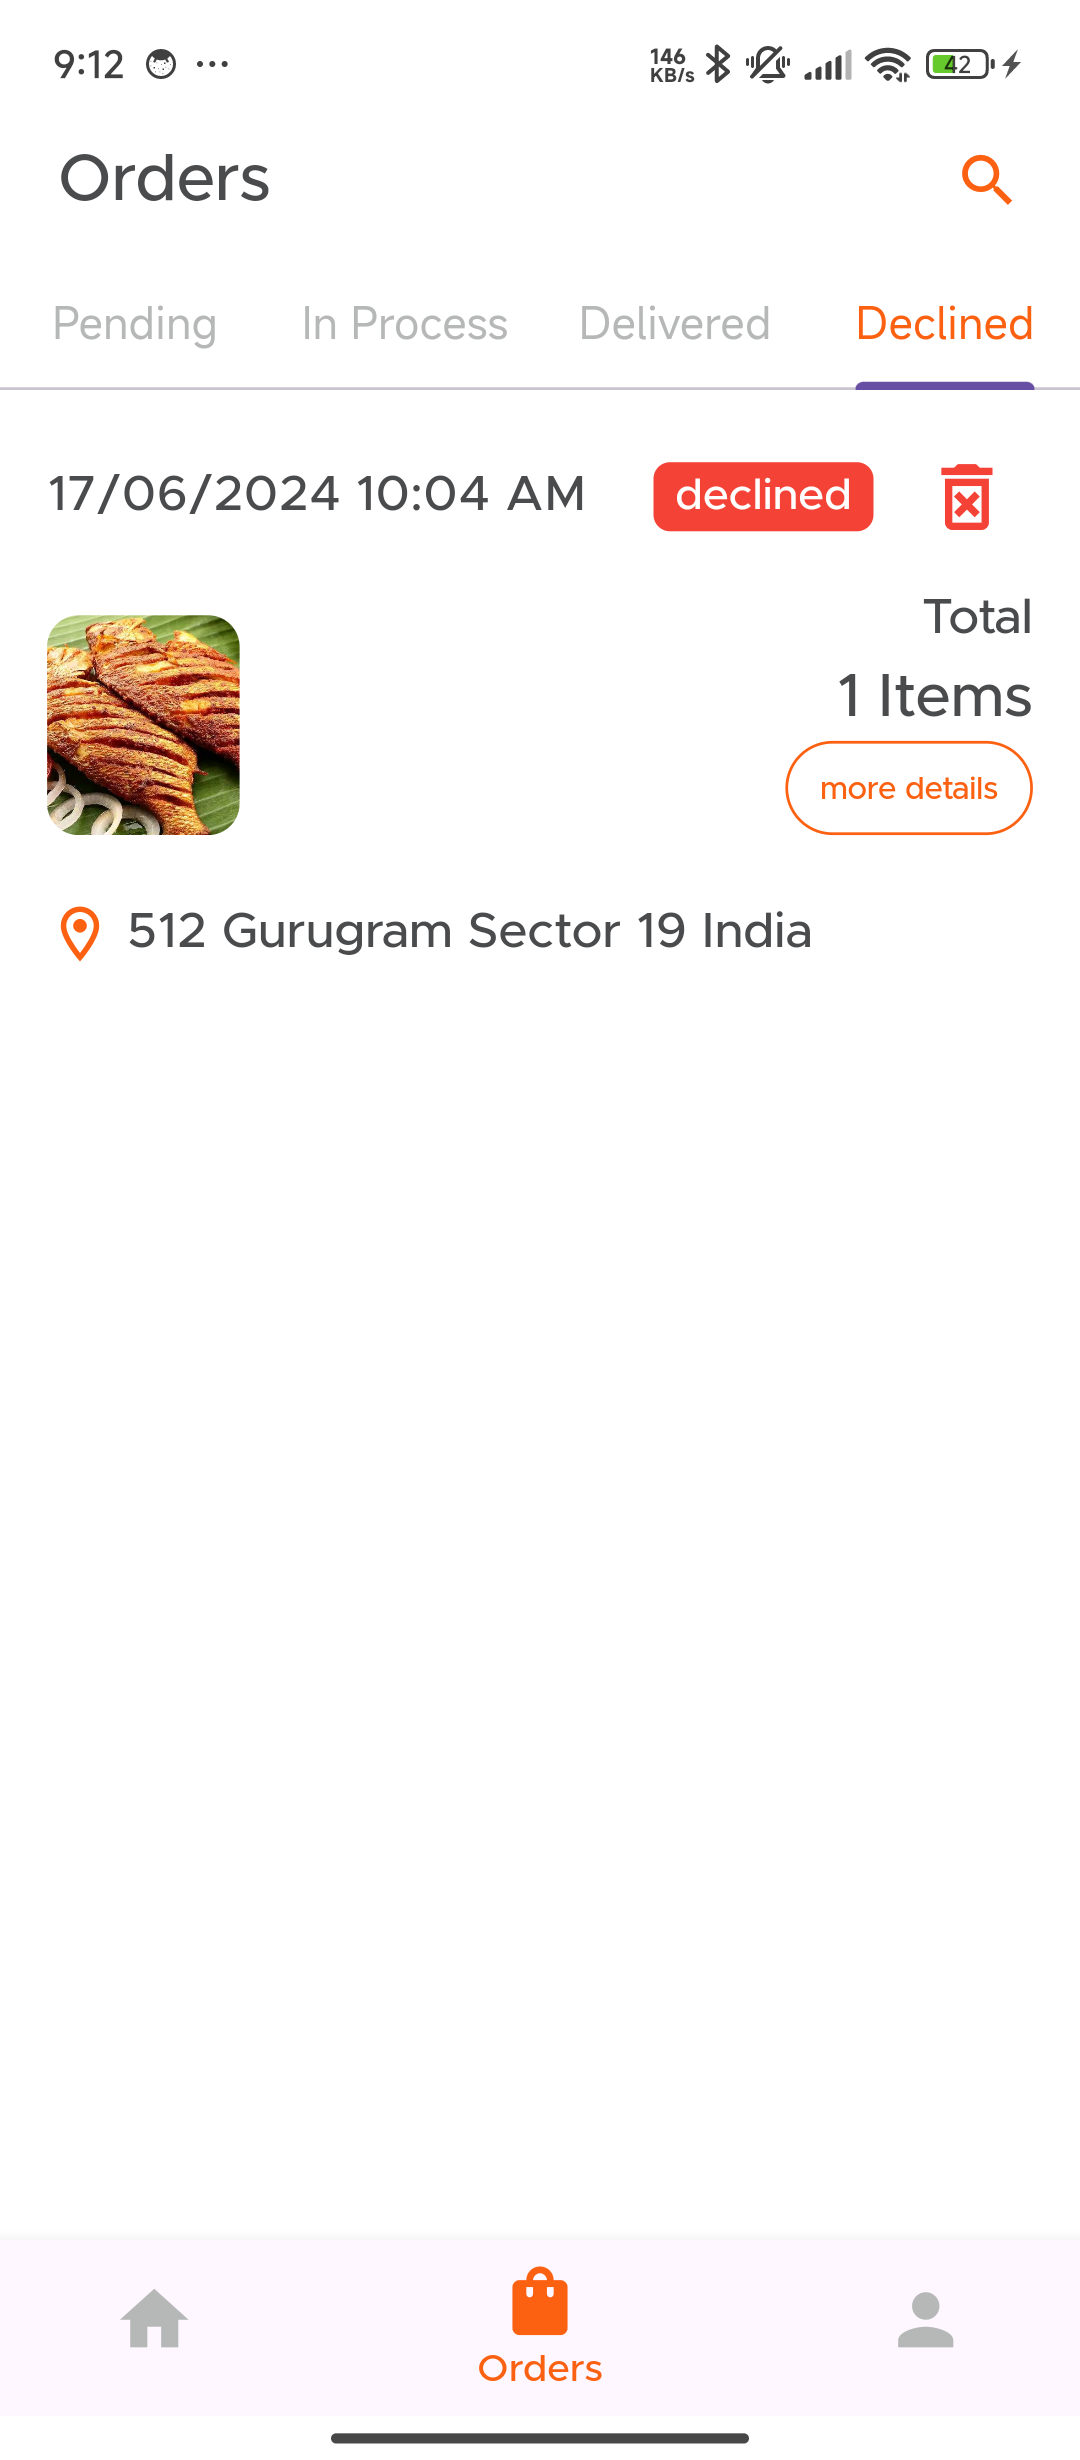 9:12 ... 146 KB/s 42
Orders
Pending In Process Delivered Declined
17/06/2024 10:04 AM declined
Total
1 Items
more details
512 Gurugram Sector 19 India
Orders